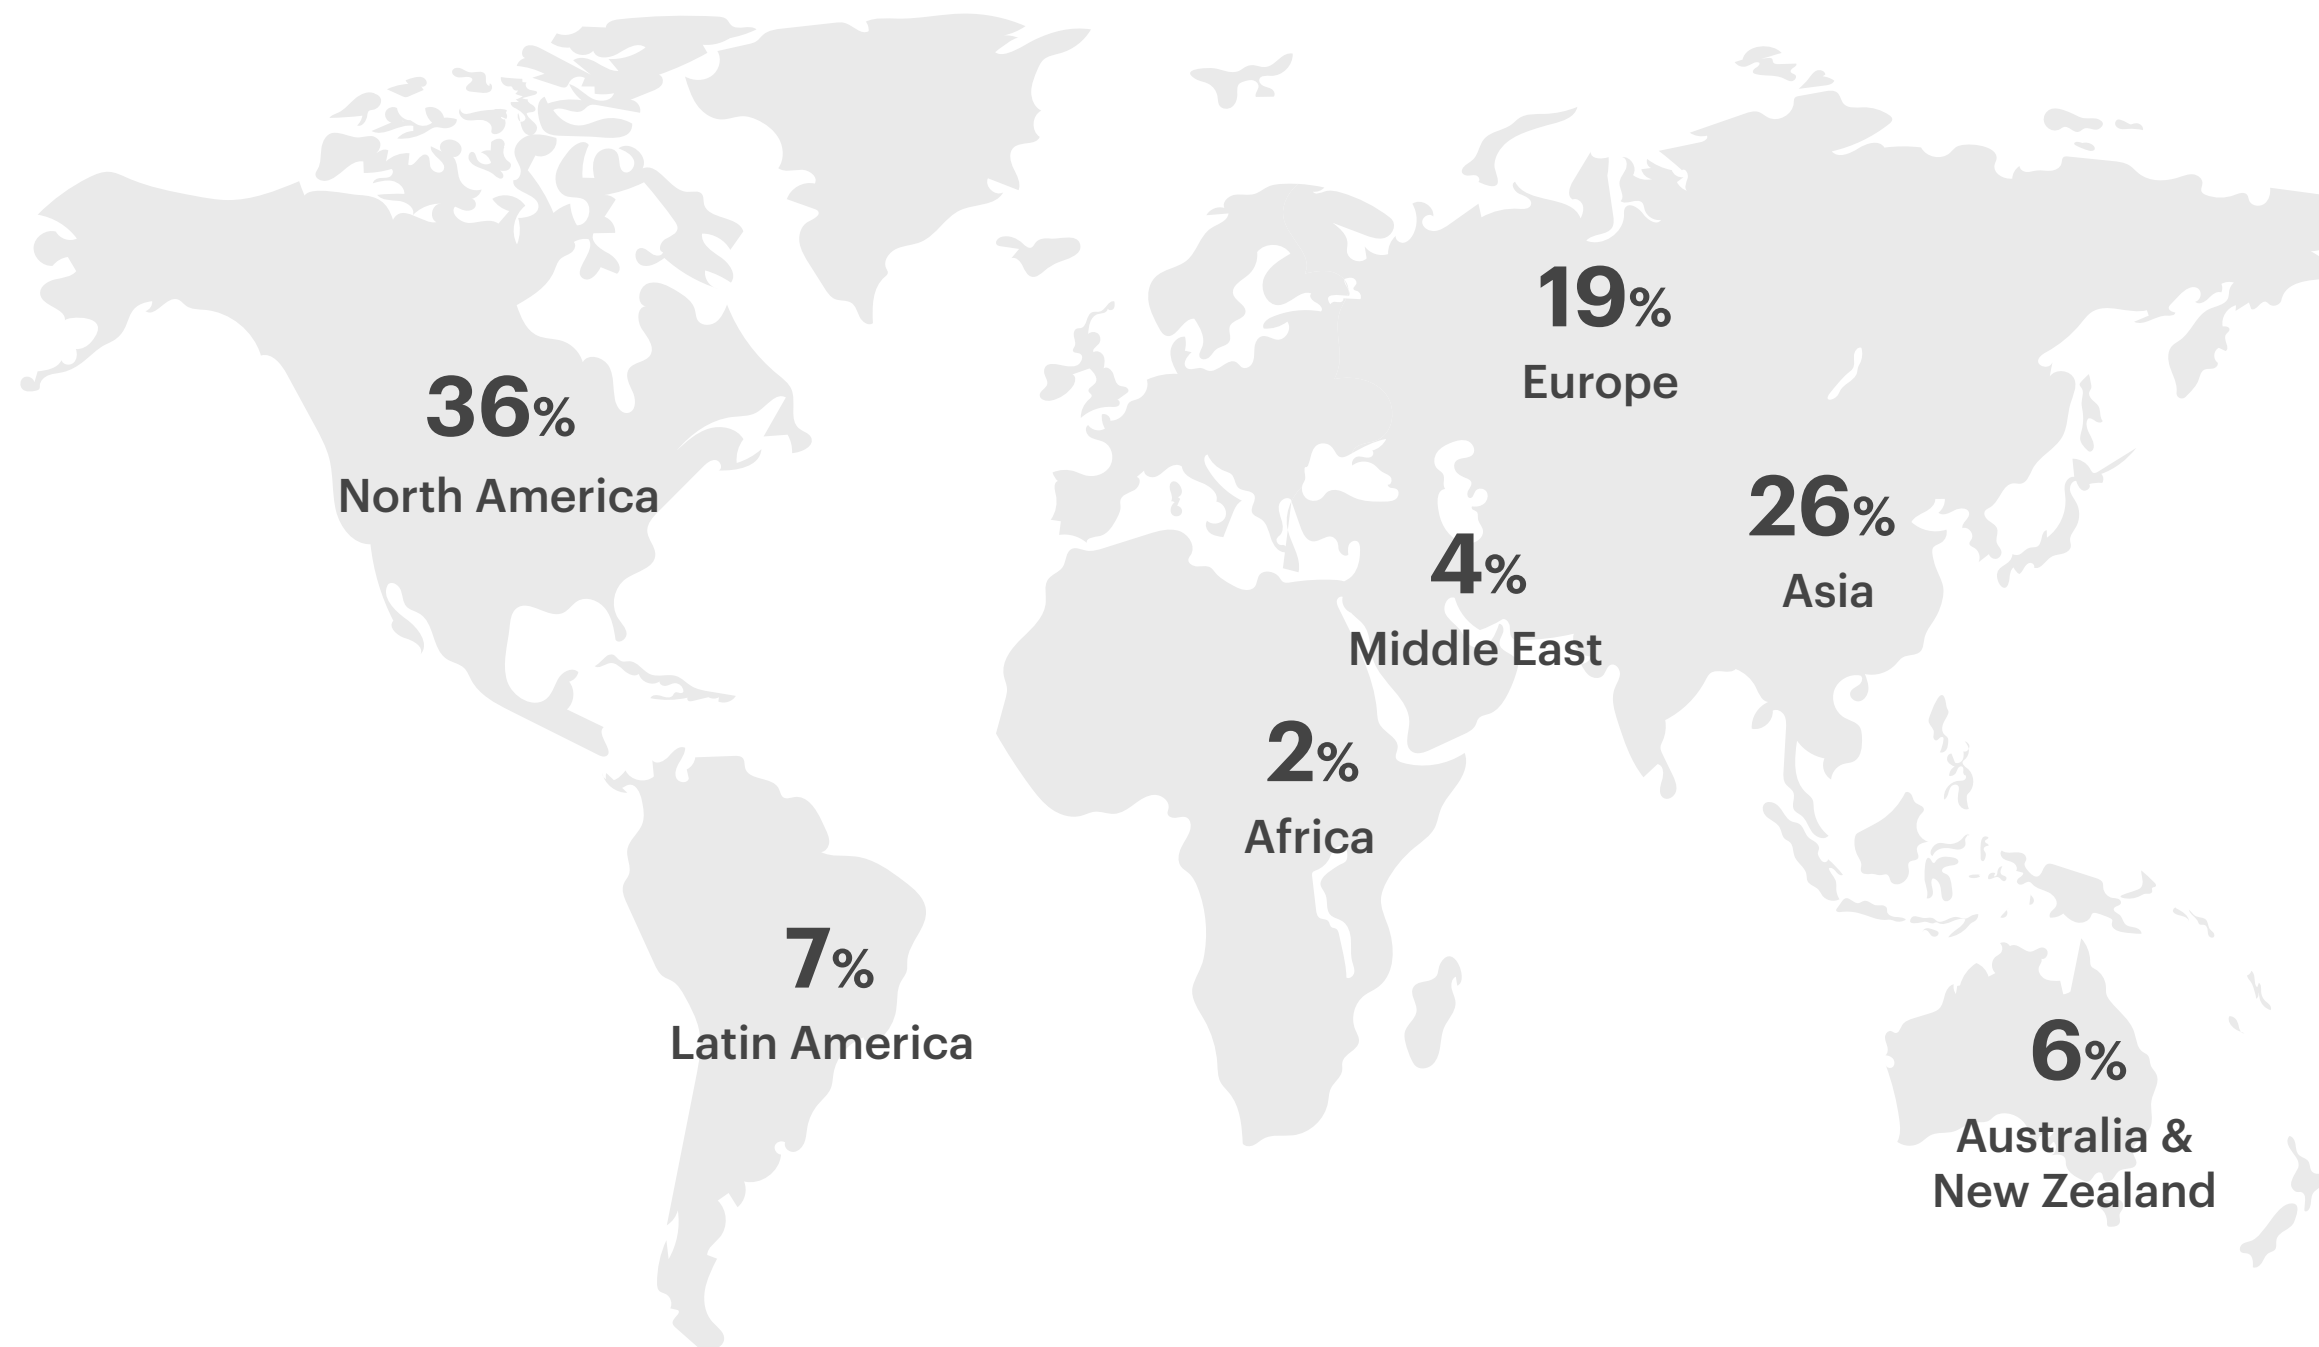 19%
Europe
36%
North America
26%
Asia
4%
Middle East
2%
Africa
7%
Latin America
6%
Australia &
New Zealand